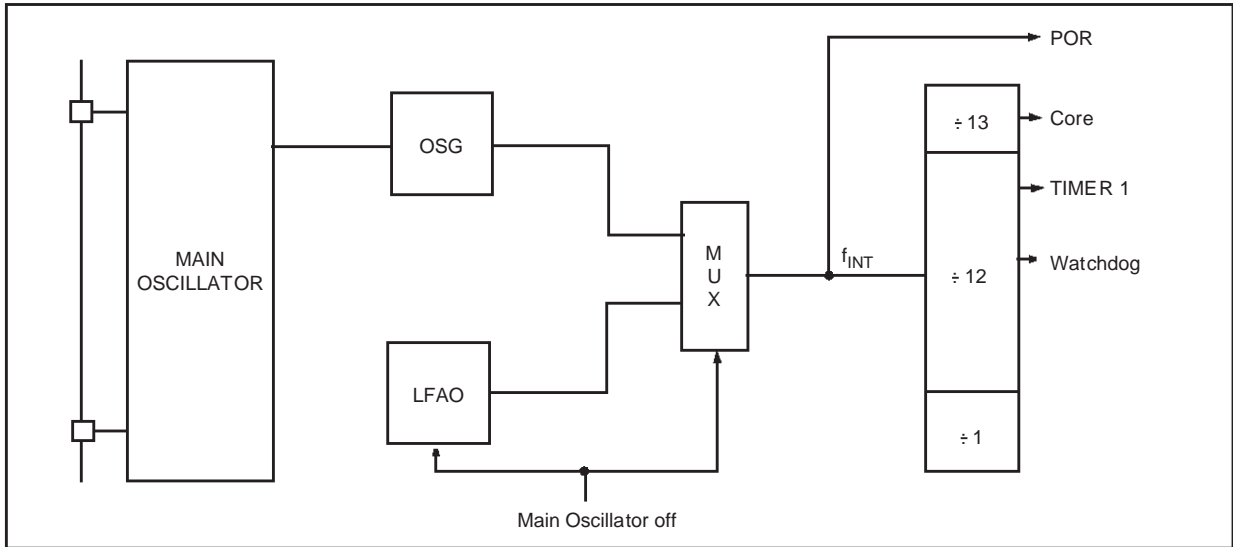 POR
÷ 13
Core
OSG
TIMER 1
MAIN
OSCILLATOR
M
U
X
f_INT
Watchdog
÷ 12
LFAO
÷ 1
Main Oscillator off